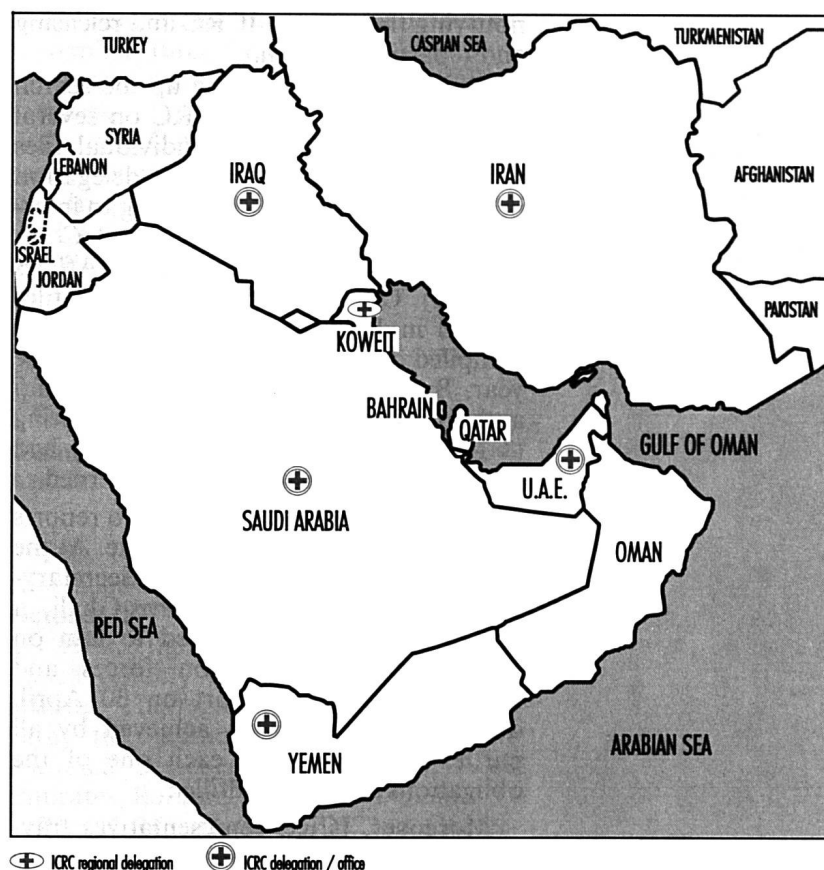 TURKEY
CASPIAN SEA
TURKMENISTAN
SYRIA
LEBANON
IRAQ
IRAN
AFGHANISTAN
ISRAEL
JORDAN
PAKISTAN
KOWEIT
BAHRAIN
QATAR
GULF OF OMAN
U.A.E.
SAUDI ARABIA
OMAN
RED SEA
ARABIAN SEA
YEMEN
ICRC regional delegation
ICRC delegation / office